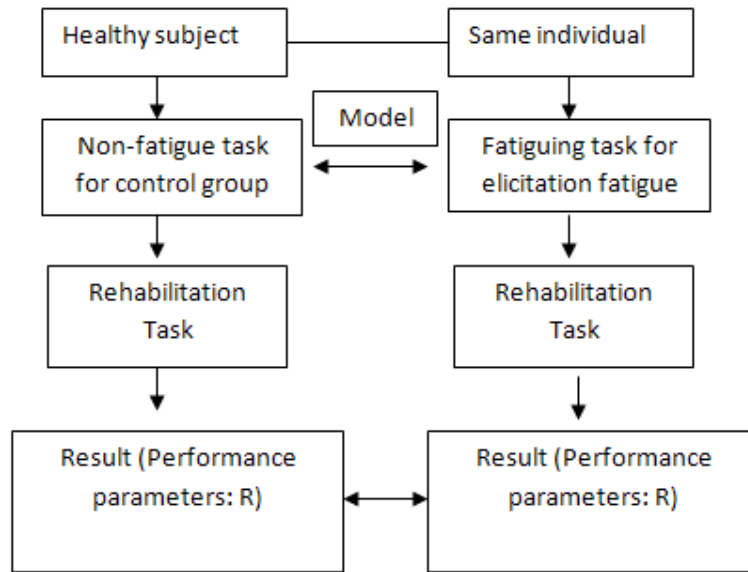 Healthy subject
Same individual
Model
Non-fatigue task
for control group
Fatiguing task for
elicitation fatigue
Rehabilitation
Task
Rehabilitation
Task
Result (Performance
parameters: R)
Result (Performance
parameters: R)